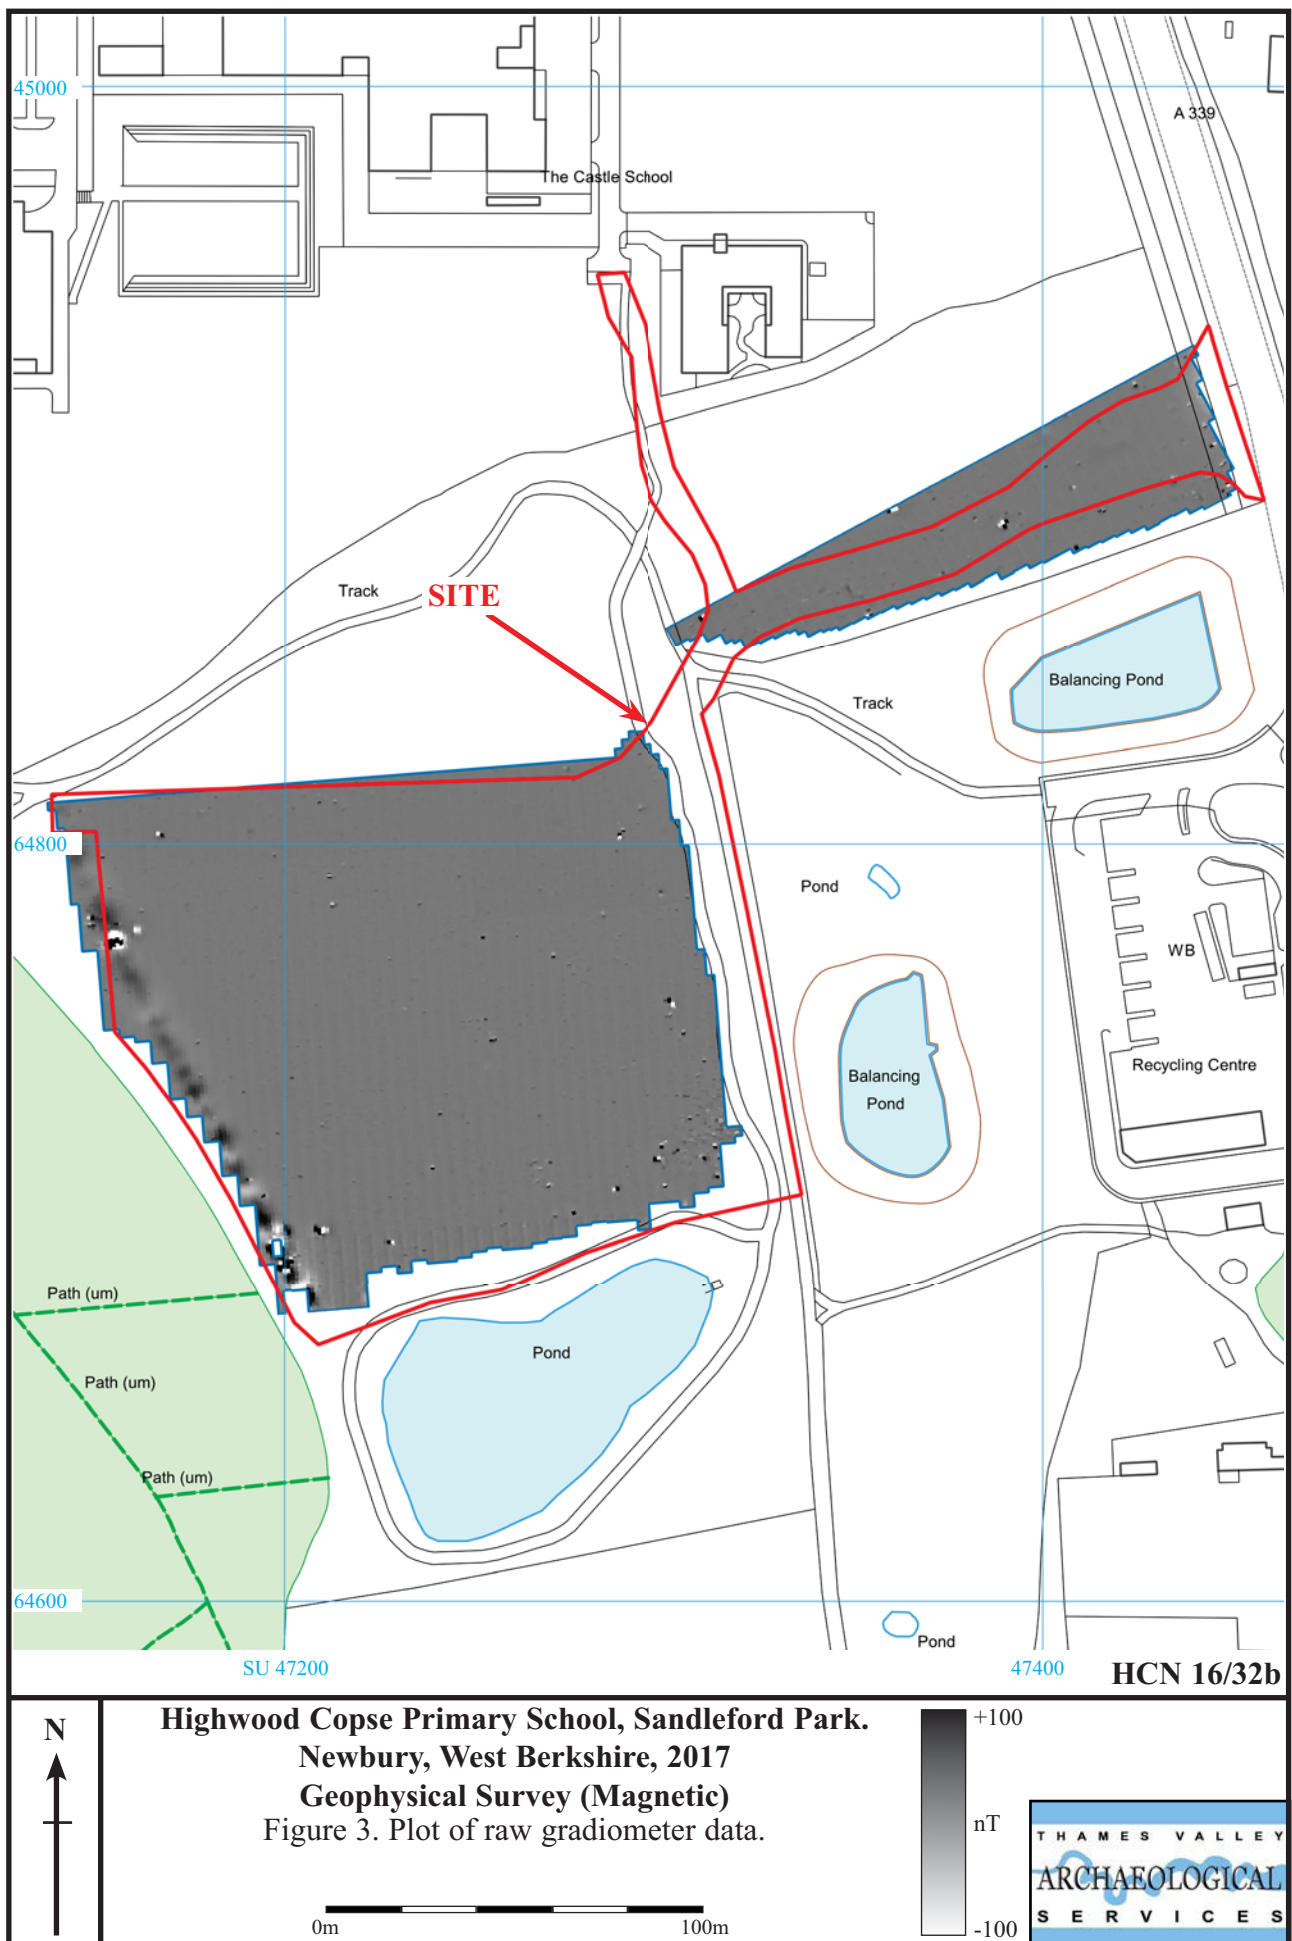 45000
A 339
The Castle School
Track
SITE
Balancing Pond
Track
64800
Pond
WB
Recycling Centre
Balancing
Pond
Path (um)
Pond
Path (um)
Path (um)
64600
Pond
SU 47200
47400
HCN 16/32b
N
Highwood Copse Primary School, Sandleford Park.
Newbury, West Berkshire, 2017
Geophysical Survey (Magnetic)
Figure 3. Plot of raw gradiometer data.
0m
100m
+100
nT
-100
THAMES VALLEY
ARCHAEOLOGICAL
SERVICES